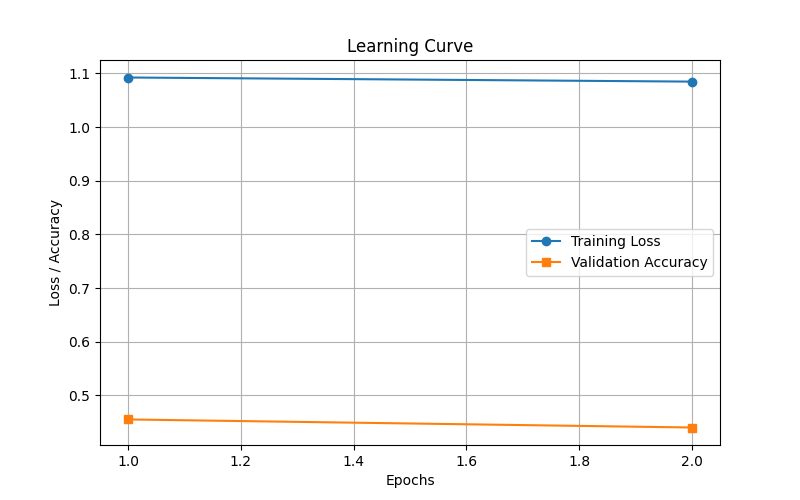 Learning Curve
1.1
1.0
0.9
0.8
0.7
0.6
0.5
Loss / Accuracy
Training Loss
Validation Accuracy
1.0 1.2 1.4 1.6 1.8 2.0
Epochs